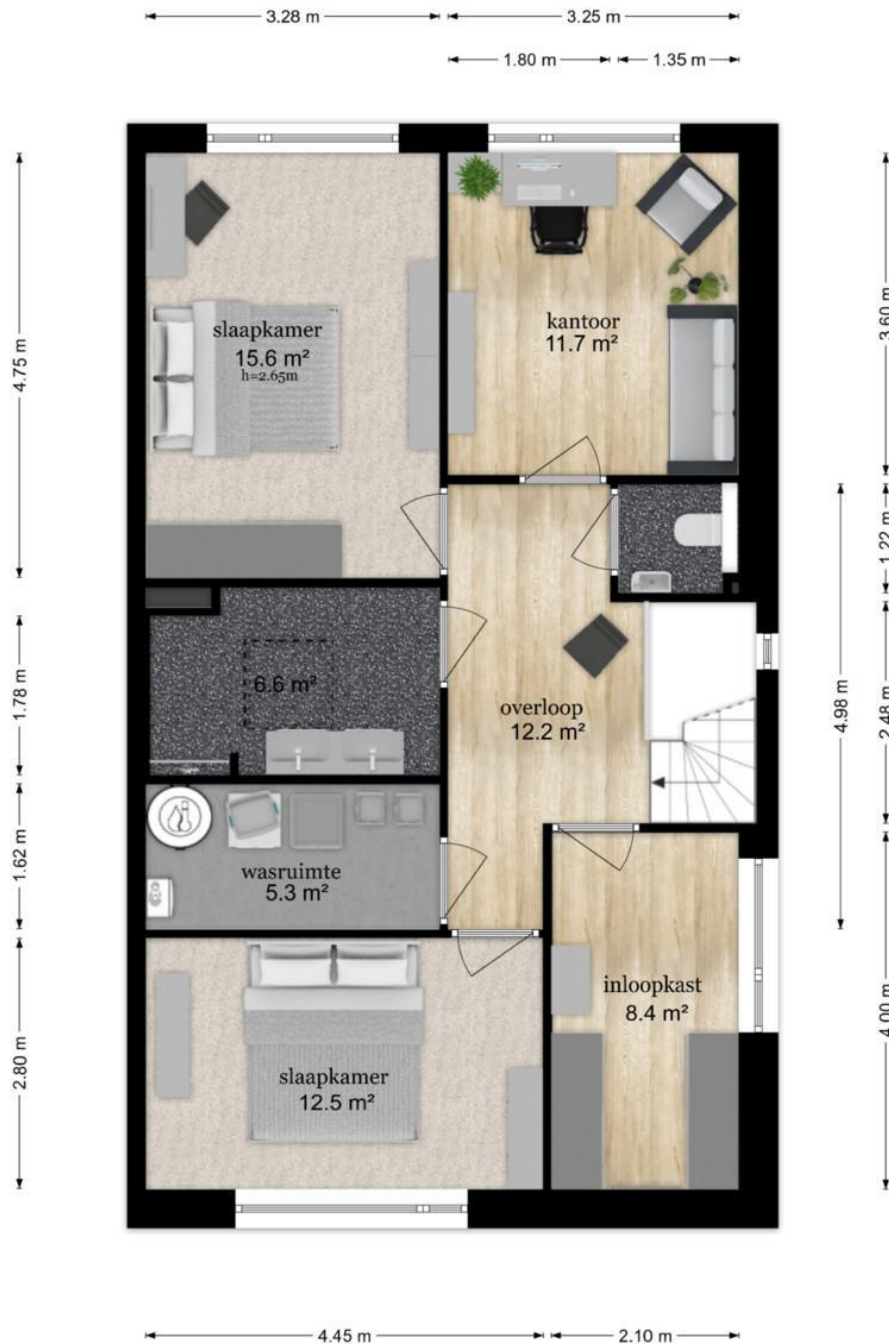 3.28 m
3.25 m
1.80 m
1.35 m
4.75 m
1.78 m
1.62 m
2.80 m
slaapkamer
15.6 m²
h=2.65m
kantoor
11.7 m²
6.6 m²
overloop
12.2 m²
wasruimte
5.3 m²
inloopkast
8.4 m²
slaapkamer
12.5 m²
4.98 m
3.60 m
1.22 m
2.48 m
4.00 m
4.45 m
2.10 m